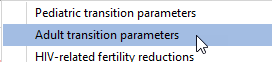 Pediatric transition parameters
Adult transition parameters
HIV-related fertility reductions